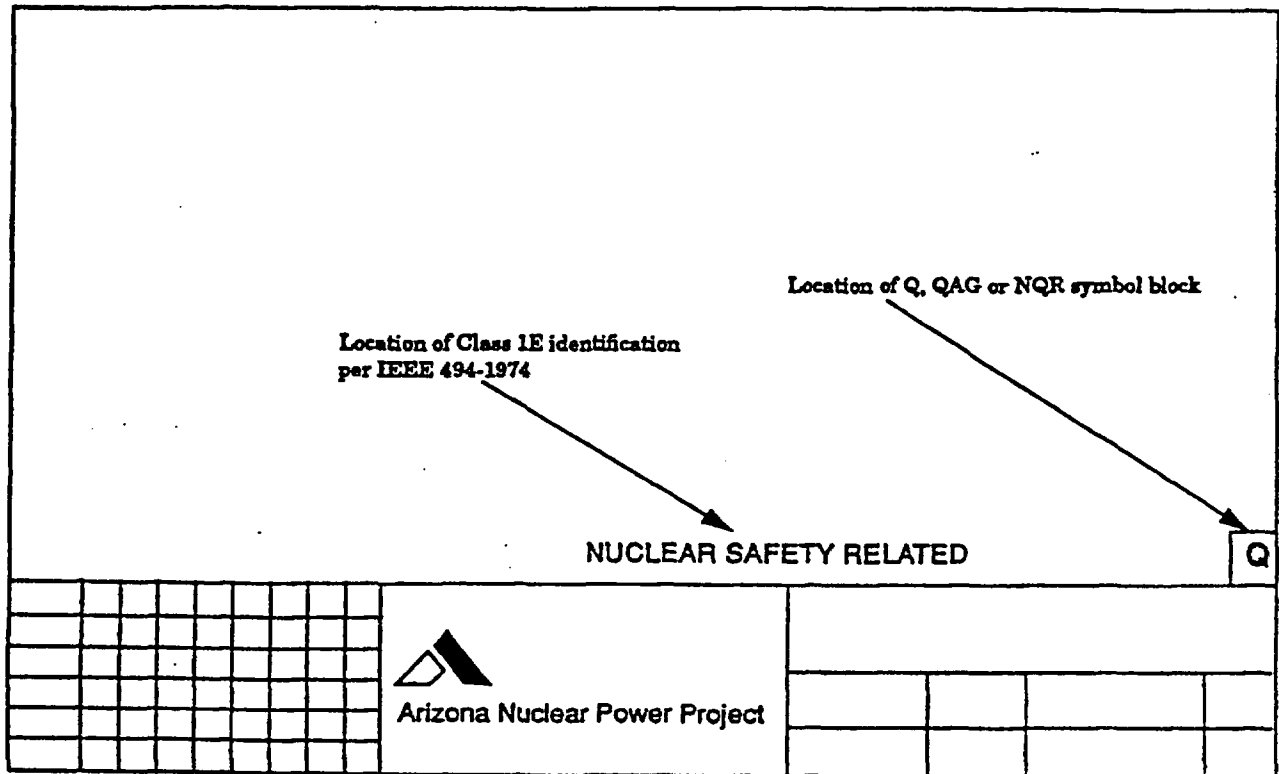 Location of Q, QAG or NQR symbol block
Location of Class 1E identification
per IEEE 494-1974
NUCLEAR SAFETY RELATED
Q
Arizona Nuclear Power Project